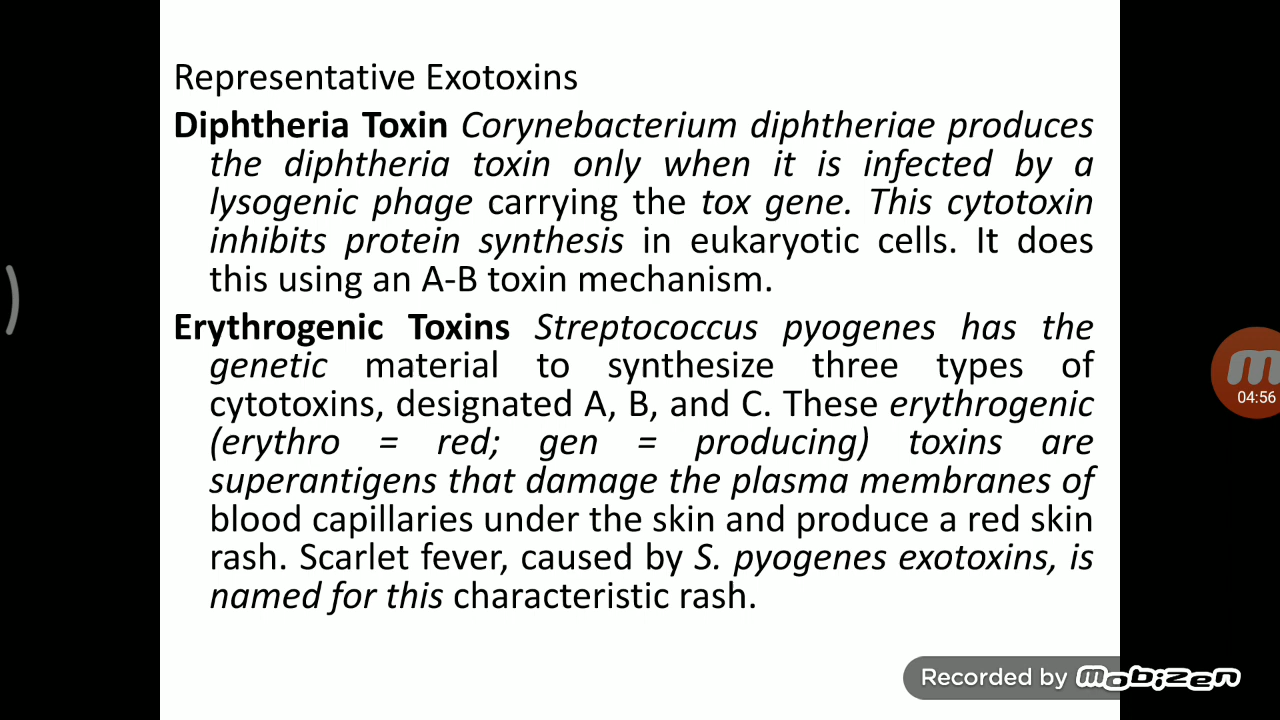 Representative Exotoxins
Diphtheria Toxin Corynebacterium diphtheriae produces
the diphtheria toxin only when it is infected by a
lysogenic phage carrying the tox gene. This cytotoxin
inhibits protein synthesis in eukaryotic cells. It does
this using an A-B toxin mechanism.
Erythrogenic Toxins Streptococcus pyogenes has the
genetic material to synthesize three types of
cytotoxins, designated A, B, and C. These erythrogenic
(erythro = red; gen = producing) toxins are
superantigens that damage the plasma membranes of
blood capillaries under the skin and produce a red skin
rash. Scarlet fever, caused by S. pyogenes exotoxins, is
named for this characteristic rash.
04:56
Recorded by mobizen